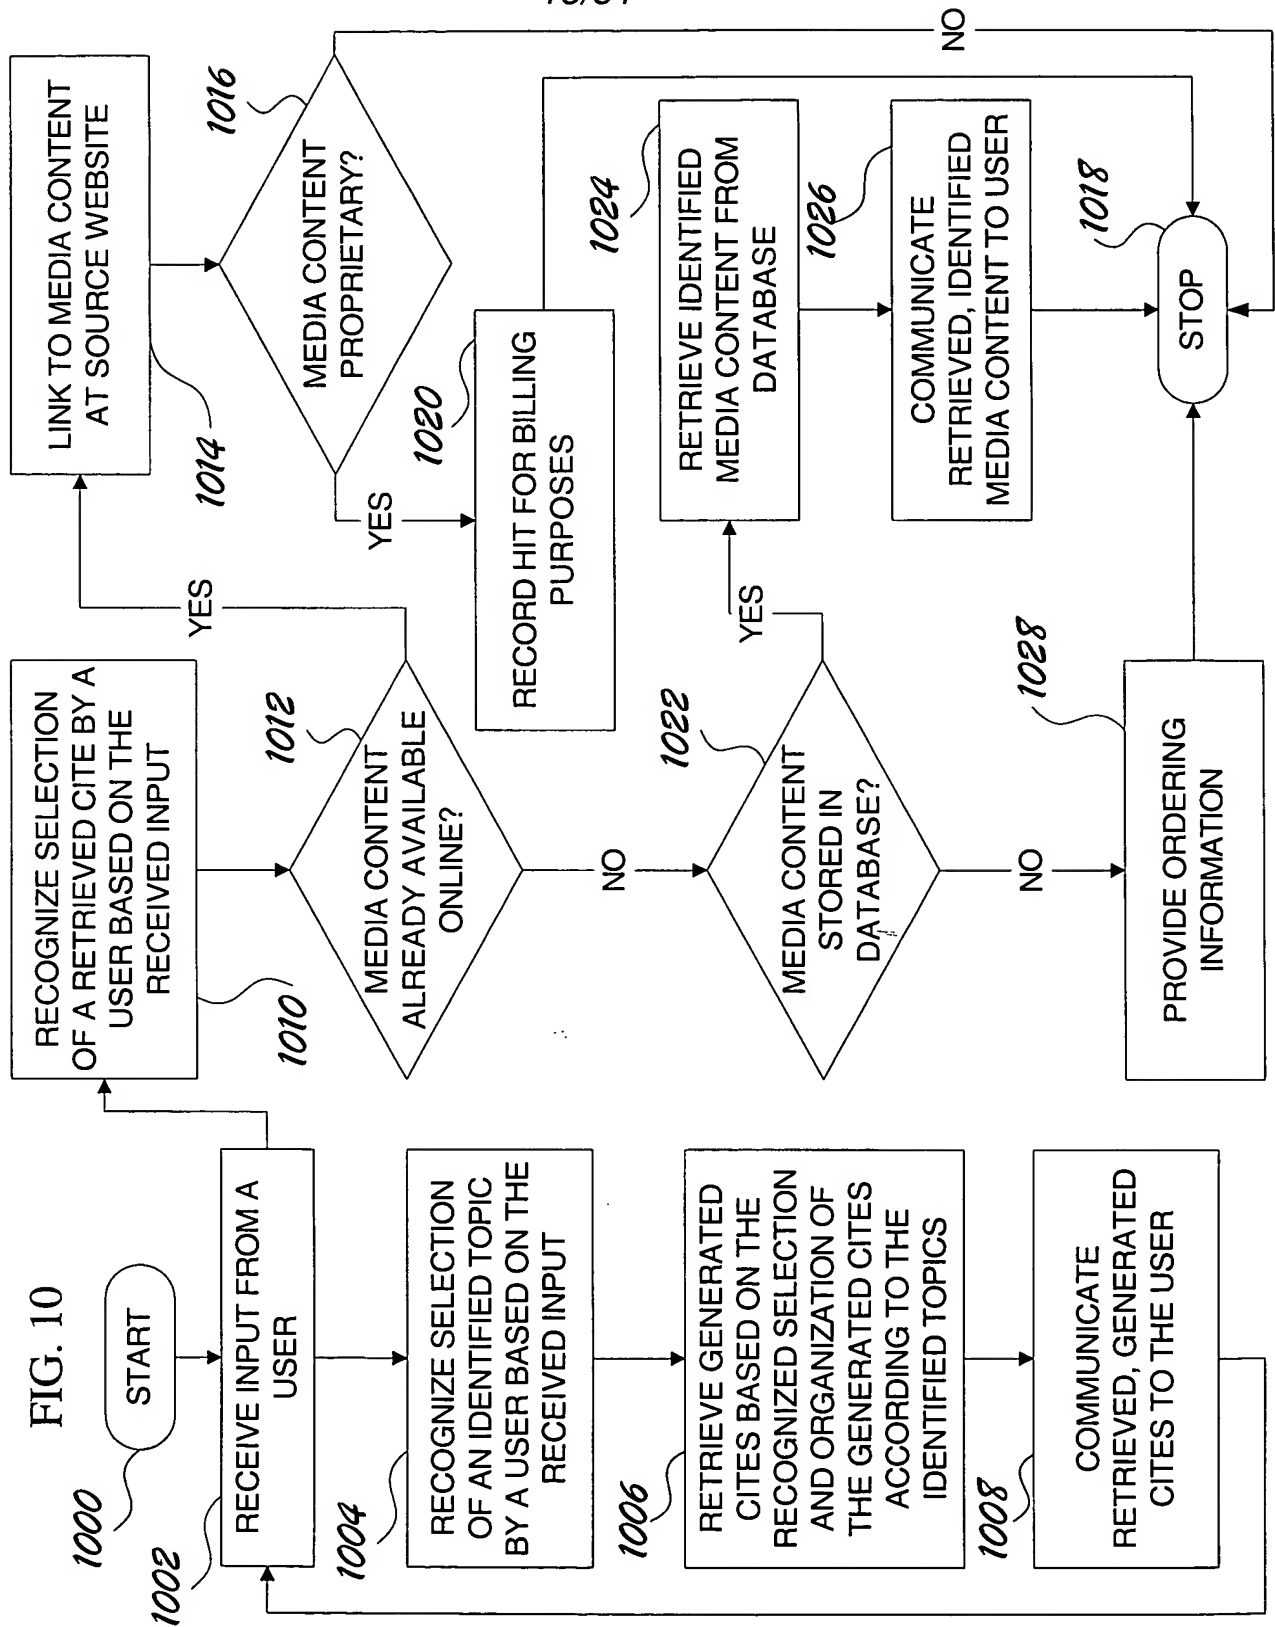 FIG. 10
START
1000
RECEIVE INPUT FROM A
USER
1002
RECOGNIZE SELECTION
OF AN IDENTIFIED TOPIC
BY A USER BASED ON THE
RECEIVED INPUT
1004
RETRIEVE GENERATED
CITES BASED ON THE
RECOGNIZED SELECTION
AND ORGANIZATION OF
THE GENERATED CITES
ACCORDING TO THE
IDENTIFIED TOPICS
1006
COMMUNICATE
RETRIEVED, GENERATED
CITES TO THE USER
1008
RECOGNIZE SELECTION
OF A RETRIEVED CITE BY A
USER BASED ON THE
RECEIVED INPUT
1010
MEDIA CONTENT
ALREADY AVAILABLE
ONLINE?
1012
YES
NO
MEDIA CONTENT
STORED IN
DATABASE?
1022
YES
NO
PROVIDE ORDERING
INFORMATION
1028
LINK TO MEDIA CONTENT
AT SOURCE WEBSITE
1014
MEDIA CONTENT
PROPRIETARY?
1016
YES
NO
RECORD HIT FOR BILLING
PURPOSES
1020
RETRIEVE IDENTIFIED
MEDIA CONTENT FROM
DATABASE
1024
COMMUNICATE
RETRIEVED, IDENTIFIED
MEDIA CONTENT TO USER
1026
STOP
1018